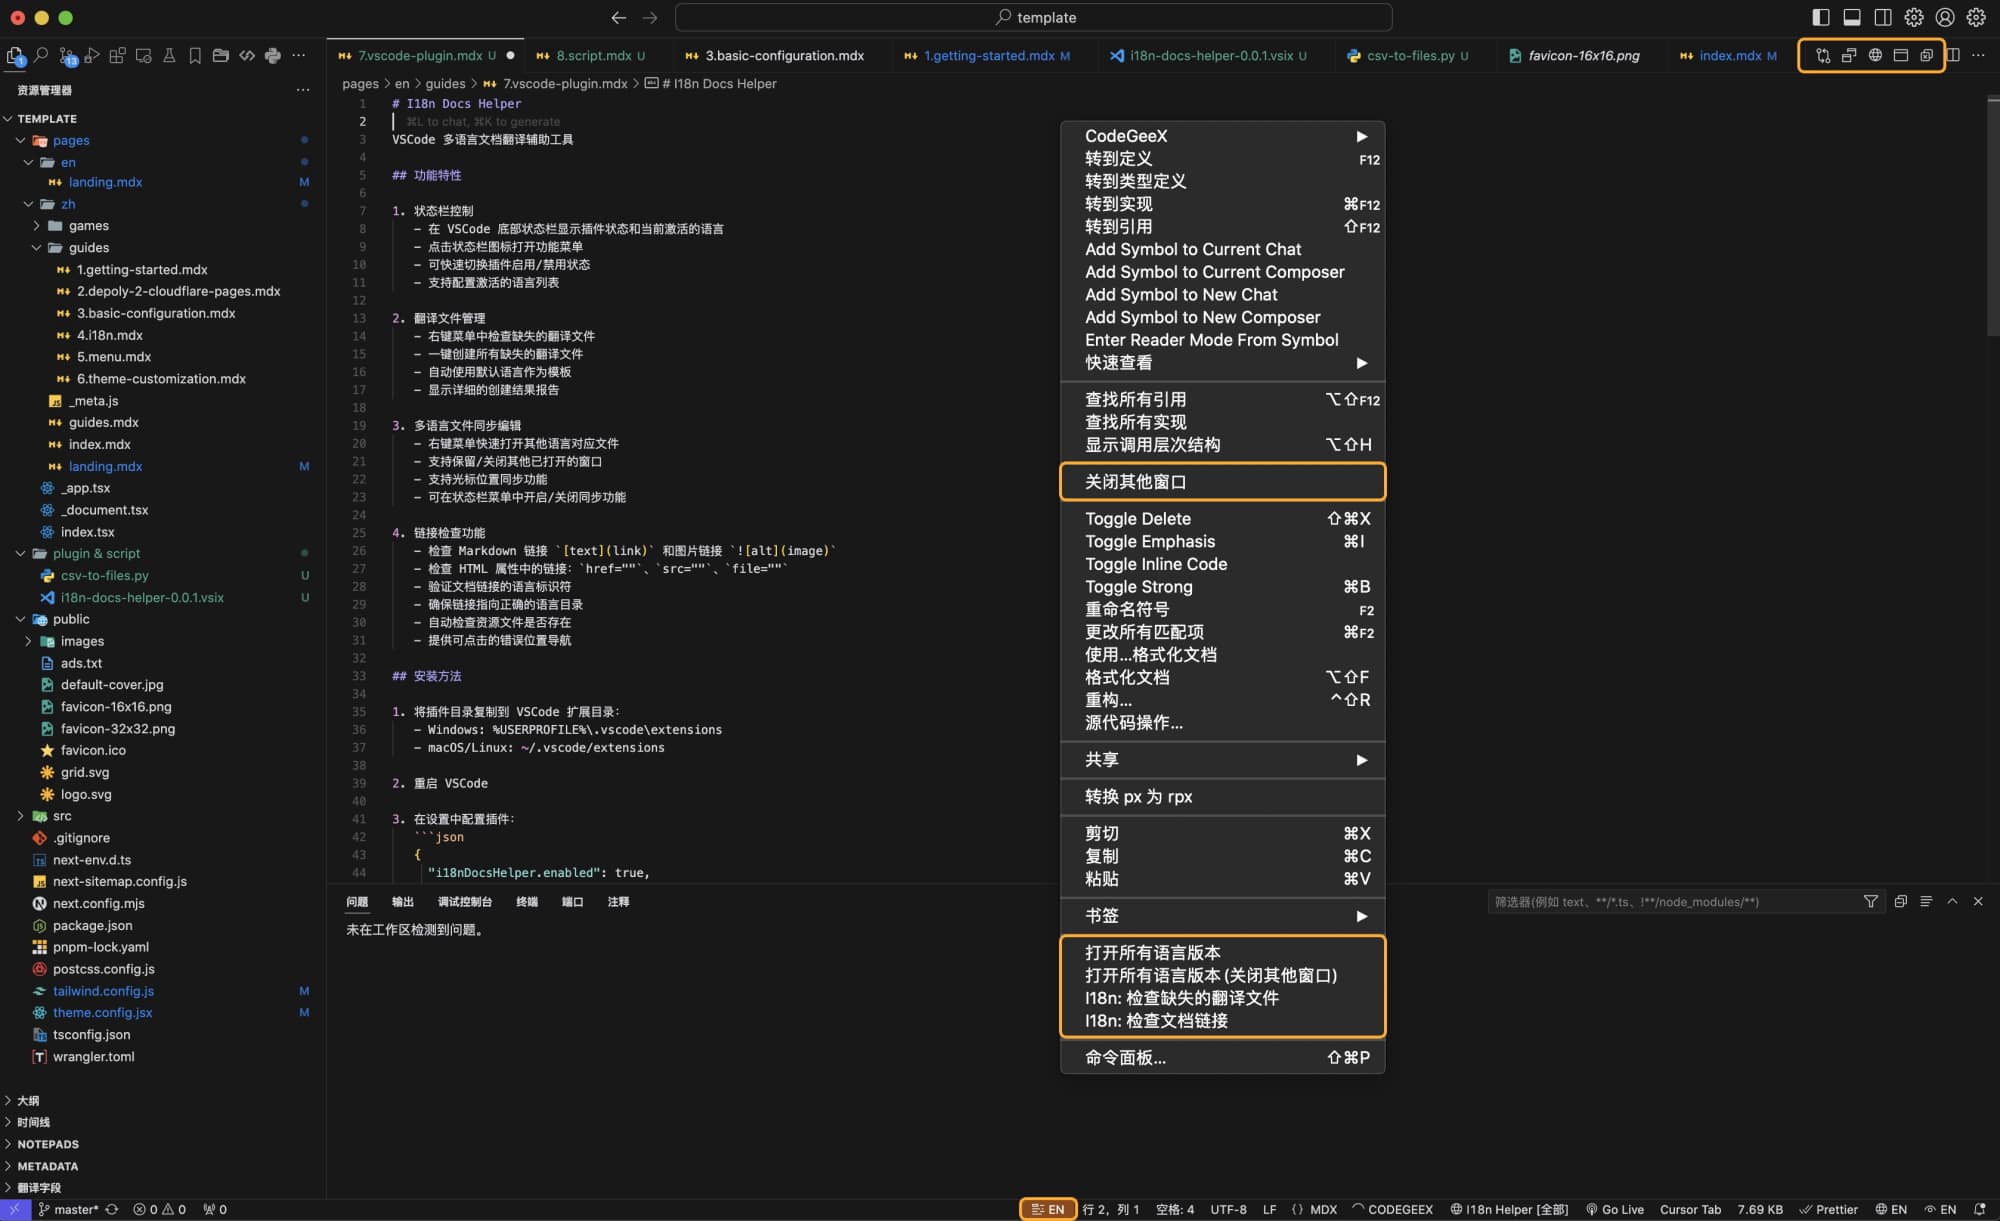 template
1
13
7.vscode-plugin.mdx U
8.script.mdx U
3.basic-configuration.mdx
1.getting-started.mdx M
i18n-docs-helper-0.0.1.vsix U
csv-to-files.py U
favicon-16x16.png
index.mdx M
资源管理器
pages > en > guides > 7.vscode-plugin.mdx > # I18n Docs Helper
TEMPLATE
pages
en
landing.mdx M
zh
games
guides
1.getting-started.mdx
2.depoly-2-cloudflare-pages.mdx
3.basic-configuration.mdx
4.i18n.mdx
5.menu.mdx
6.theme-customization.mdx
_meta.js
guides.mdx
index.mdx
landing.mdx M
_app.tsx
_document.tsx
index.tsx
plugin & script
csv-to-files.py U
i18n-docs-helper-0.0.1.vsix U
public
images
ads.txt
default-cover.jpg
favicon-16x16.png
favicon-32x32.png
favicon.ico
grid.svg
logo.svg
src
.gitignore
next-env.d.ts
next-sitemap.config.js
next.config.mjs
package.json
pnpm-lock.yaml
postcss.config.js
tailwind.config.js M
theme.config.jsx M
tsconfig.json
wrangler.toml
大纲
时间线
NOTEPADS
METADATA
翻译字段
1 # I18n Docs Helper
2 ⌘L to chat, ⌘K to generate
3 VSCode 多语言文档翻译辅助工具
4
5 ## 功能特性
6
7 1. 状态栏控制
8 - 在 VSCode 底部状态栏显示插件状态和当前激活的语言
9 - 点击状态栏图标打开功能菜单
10 - 可快速切换插件启用/禁用状态
11 - 支持配置激活的语言列表
12
13 2. 翻译文件管理
14 - 右键菜单中检查缺失的翻译文件
15 - 一键创建所有缺失的翻译文件
16 - 自动使用默认语言作为模板
17 - 显示详细的创建结果报告
18
19 3. 多语言文件同步编辑
20 - 右键菜单快速打开其他语言对应文件
21 - 支持保留/关闭其他已打开的窗口
22 - 支持光标位置同步功能
23 - 可在状态栏菜单中开启/关闭同步功能
24
25 4. 链接检查功能
26 - 检查 Markdown 链接 `[text](link)` 和图片链接 `![alt](image)`
27 - 检查 HTML 属性中的链接：`href=""`、`src=""`、`file=""`
28 - 验证文档链接的语言标识符
29 - 确保链接指向正确的语言目录
30 - 自动检查资源文件是否存在
31 - 提供可点击的错误位置导航
32
33 ## 安装方法
34
35 1. 将插件目录复制到 VSCode 扩展目录：
36 - Windows: %USERPROFILE%\.vscode\extensions
37 - macOS/Linux: ~/.vscode/extensions
38
39 2. 重启 VSCode
40
41 3. 在设置中配置插件：
42 ```json
43 {
44 "i18nDocsHelper.enabled": true,
CodeGeeX
转到定义 F12
转到类型定义
转到实现 ⌘F12
转到引用 ⇧F12
Add Symbol to Current Chat
Add Symbol to Current Composer
Add Symbol to New Chat
Add Symbol to New Composer
Enter Reader Mode From Symbol
快速查看
查找所有引用 ⌥⇧F12
查找所有实现
显示调用层次结构 ⌥⇧H
关闭其他窗口
Toggle Delete ⇧⌘X
Toggle Emphasis ⌘I
Toggle Inline Code
Toggle Strong ⌘B
重命名符号 F2
更改所有匹配项 ⌘F2
使用...格式化文档
格式化文档 ⌥⇧F
重构... ^⇧R
源代码操作...
共享
转换 px 为 rpx
剪切 ⌘X
复制 ⌘C
粘贴 ⌘V
书签
打开所有语言版本
打开所有语言版本 (关闭其他窗口)
I18n: 检查缺失的翻译文件
I18n: 检查文档链接
命令面板... ⇧⌘P
问题 输出 调试控制台 终端 端口 注释
筛选器(例如 text、**/*.ts、!**/node_modules/**)
未在工作区检测到问题。
master* 0 0 0
EN 行 2，列 1 空格: 4 UTF-8 LF {} MDX CODEGEEX I18n Helper [全部] Go Live Cursor Tab 7.69 KB Prettier EN EN